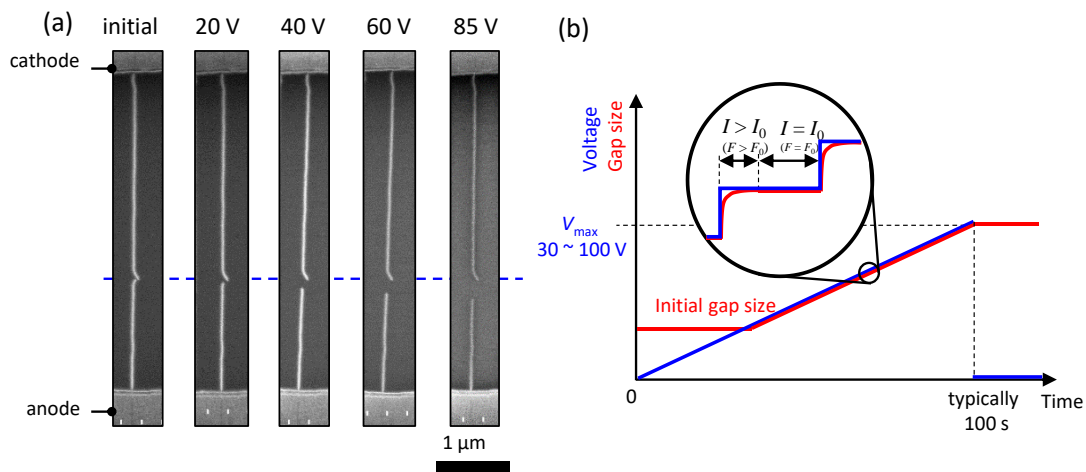 (a)
initial 20 V 40 V 60 V 85 V
cathode
anode
1 μm
(b)
Voltage
Gap size
I > I₀ I = I₀
(F > F₀) (F = F₀)
Vmax
30 ~ 100 V
Initial gap size
0
typically
100 s
Time